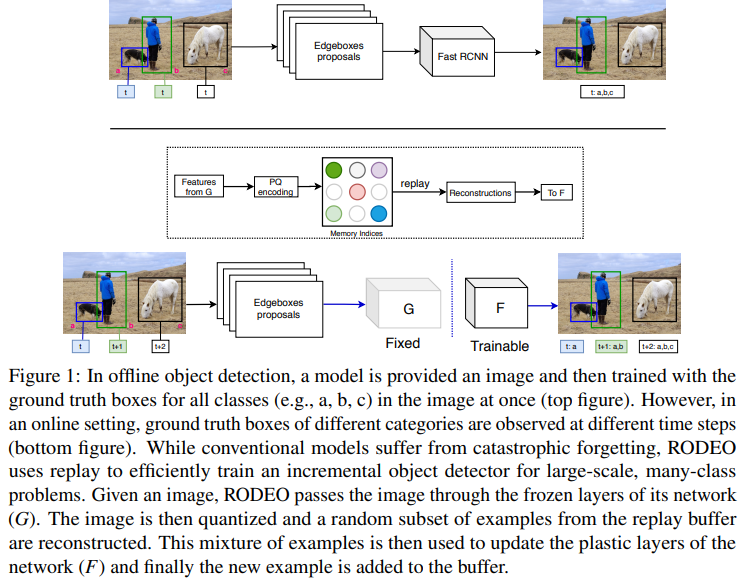 a
b
c
t
t
t
Edgeboxes
proposals
Fast RCNN
t: a,b,c
Features
from G
PQ
encoding
Memory Indices
replay
Reconstructions
To F
a
b
c
t
t+1
t+2
Edgeboxes
proposals
G
Fixed
F
Trainable
t: a
t+1: a,b
t+2: a,b,c
Figure 1: In offline object detection, a model is provided an image and then trained with the
ground truth boxes for all classes (e.g., a, b, c) in the image at once (top figure). However, in
an online setting, ground truth boxes of different categories are observed at different time steps
(bottom figure). While conventional models suffer from catastrophic forgetting, RODEO
uses replay to efficiently train an incremental object detector for large-scale, many-class
problems. Given an image, RODEO passes the image through the frozen layers of its network
(G). The image is then quantized and a random subset of examples from the replay buffer
are reconstructed. This mixture of examples is then used to update the plastic layers of the
network (F) and finally the new example is added to the buffer.